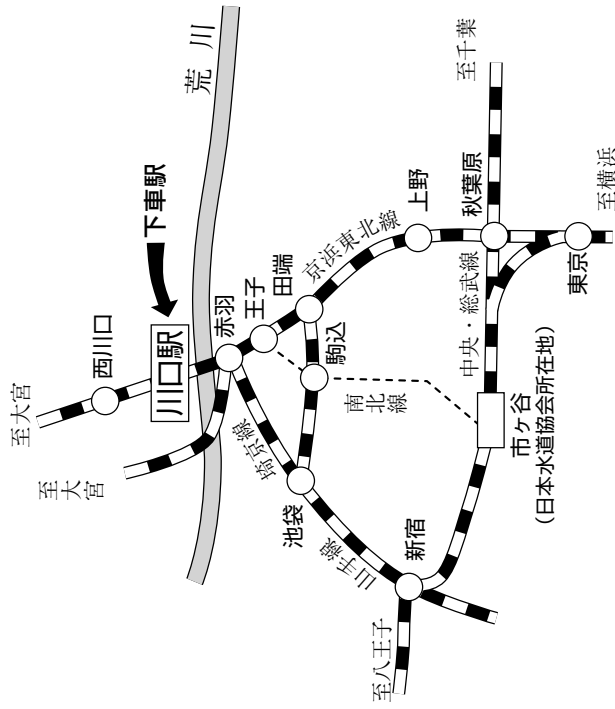 荒川
下車駅
川口駅
西川口
至大宮
至大宮
赤羽
王子
田端
京浜東北線
上野
秋葉原
至千葉
至横浜
東京
中央・総武線
駒込
南北線
埼京線
池袋
山手線
新宿
至八王子
市ヶ谷
(日本水道協会所在地)